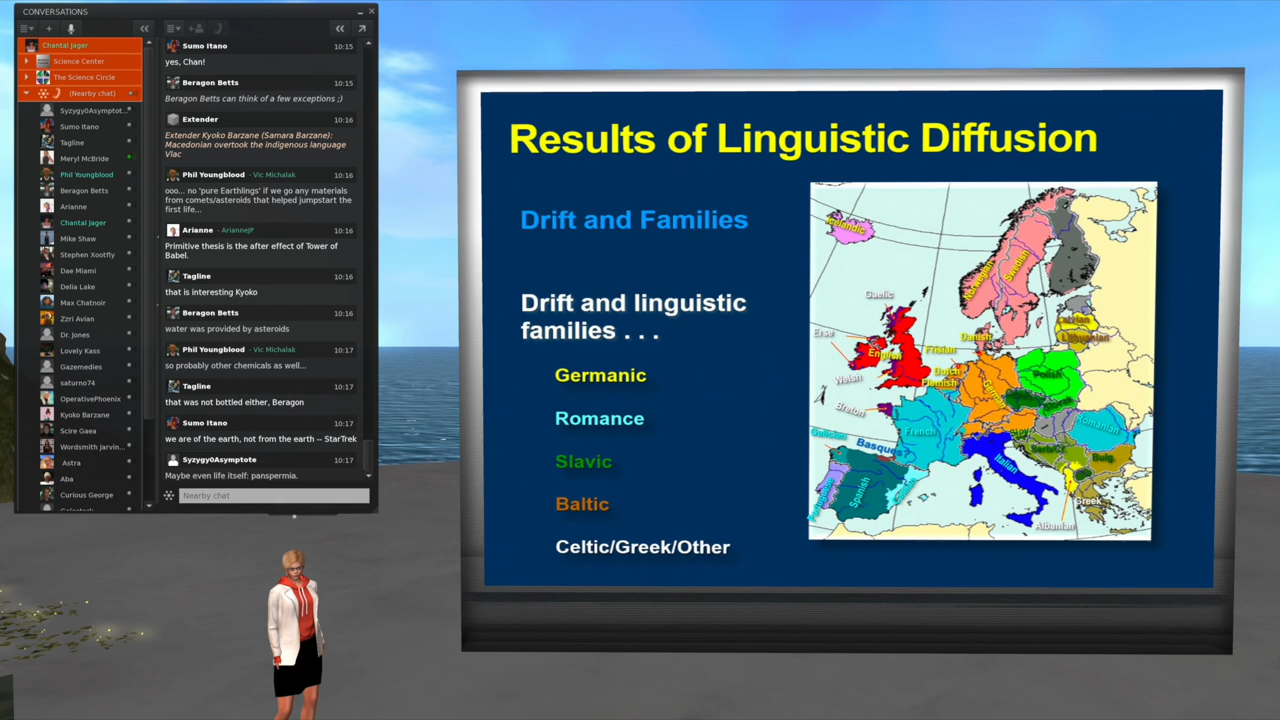 CONVERSATIONS
Chantal Jager
Science Center
The Science Circle
(Nearby chat)
Syzygy0Asymptot...
Sumo Itano
Tagline
Meryl McBride
Phil Youngblood
Beragon Betts
Arianne
Chantal Jager
Mike Shaw
Stephen Xootfly
Dae Miami
Delia Lake
Max Chatnoir
Zzri Avian
Dr. Jones
Lovely Kass
Gazemedies
saturno74
OperativePhoenix
Kyoko Barzane
Scire Gaea
Wordsmith Jarvin...
Astra
Aba
Curious George
Sumo Itano 10:15
yes, Chan!
Beragon Betts 10:15
Beragon Betts can think of a few exceptions ;)
Extender 10:16
Extender Kyoko Barzane (Samara Barzane):
Macedonian overtook the indigenous language
Vlac
Phil Youngblood - Vic Michalak 10:16
ooo... no 'pure Earthlings' if we go any materials
from comets/asteroids that helped jumpstart the
first life...
Arianne - ArianneJP 10:16
Primitive thesis is the after effect of Tower of
Babel.
Tagline 10:16
that is interesting Kyoko
Beragon Betts 10:17
water was provided by asteroids
Phil Youngblood - Vic Michalak 10:17
so probably other chemicals as well...
Tagline 10:17
that was not bottled either, Beragon
Sumo Itano 10:17
we are of the earth, not from the earth -- StarTrek
Syzygy0Asymptote 10:17
Maybe even life itself: panspermia.
Nearby chat
Results of Linguistic Diffusion
Drift and Families
Drift and linguistic
families . . .
Germanic
Romance
Slavic
Baltic
Celtic/Greek/Other
Icelandic
Norwegian
Swedish
Gaelic
Erse
English
Welsh
Breton
Frisian
Danish
Dutch
Flemish
Latvian
Lithuanian
Polish
French
Galician
Basques?
Spanish
Italian
Romanian
Serb/Cr.
Bulg.
Greek
Albanian